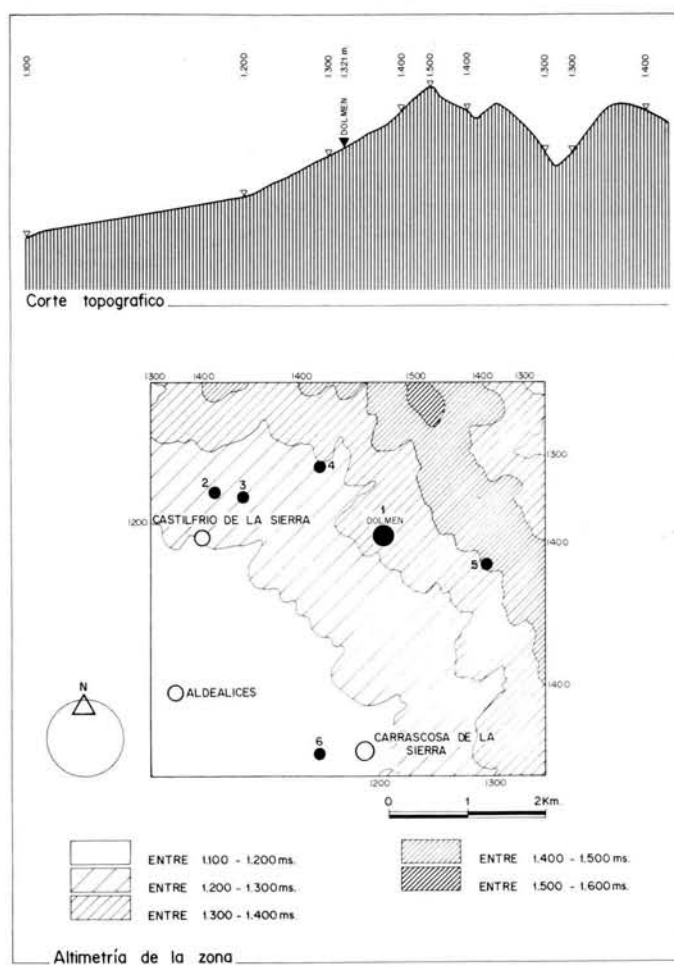 1.100
1.200
1.300
1.321 m.
DOLMEN
1.400
1.500
1.400
1.300
1.300
1.400
Corte topografico
1300 1400 1400 1500 1400 1300
1300
4
2 3
1
DOLMEN
CASTILFRIO DE LA SIERRA
1200
1400
5
1400
N
ALDEALICES
6
CARRASCOSA DE LA
SIERRA
1200 1300
0 1 2Km.
ENTRE 1.100 - 1.200 ms.
ENTRE 1.200 - 1.300 ms.
ENTRE 1.300 - 1.400 ms.
ENTRE 1.400 - 1.500 ms.
ENTRE 1.500 - 1.600 ms.
Altimetría de la zona